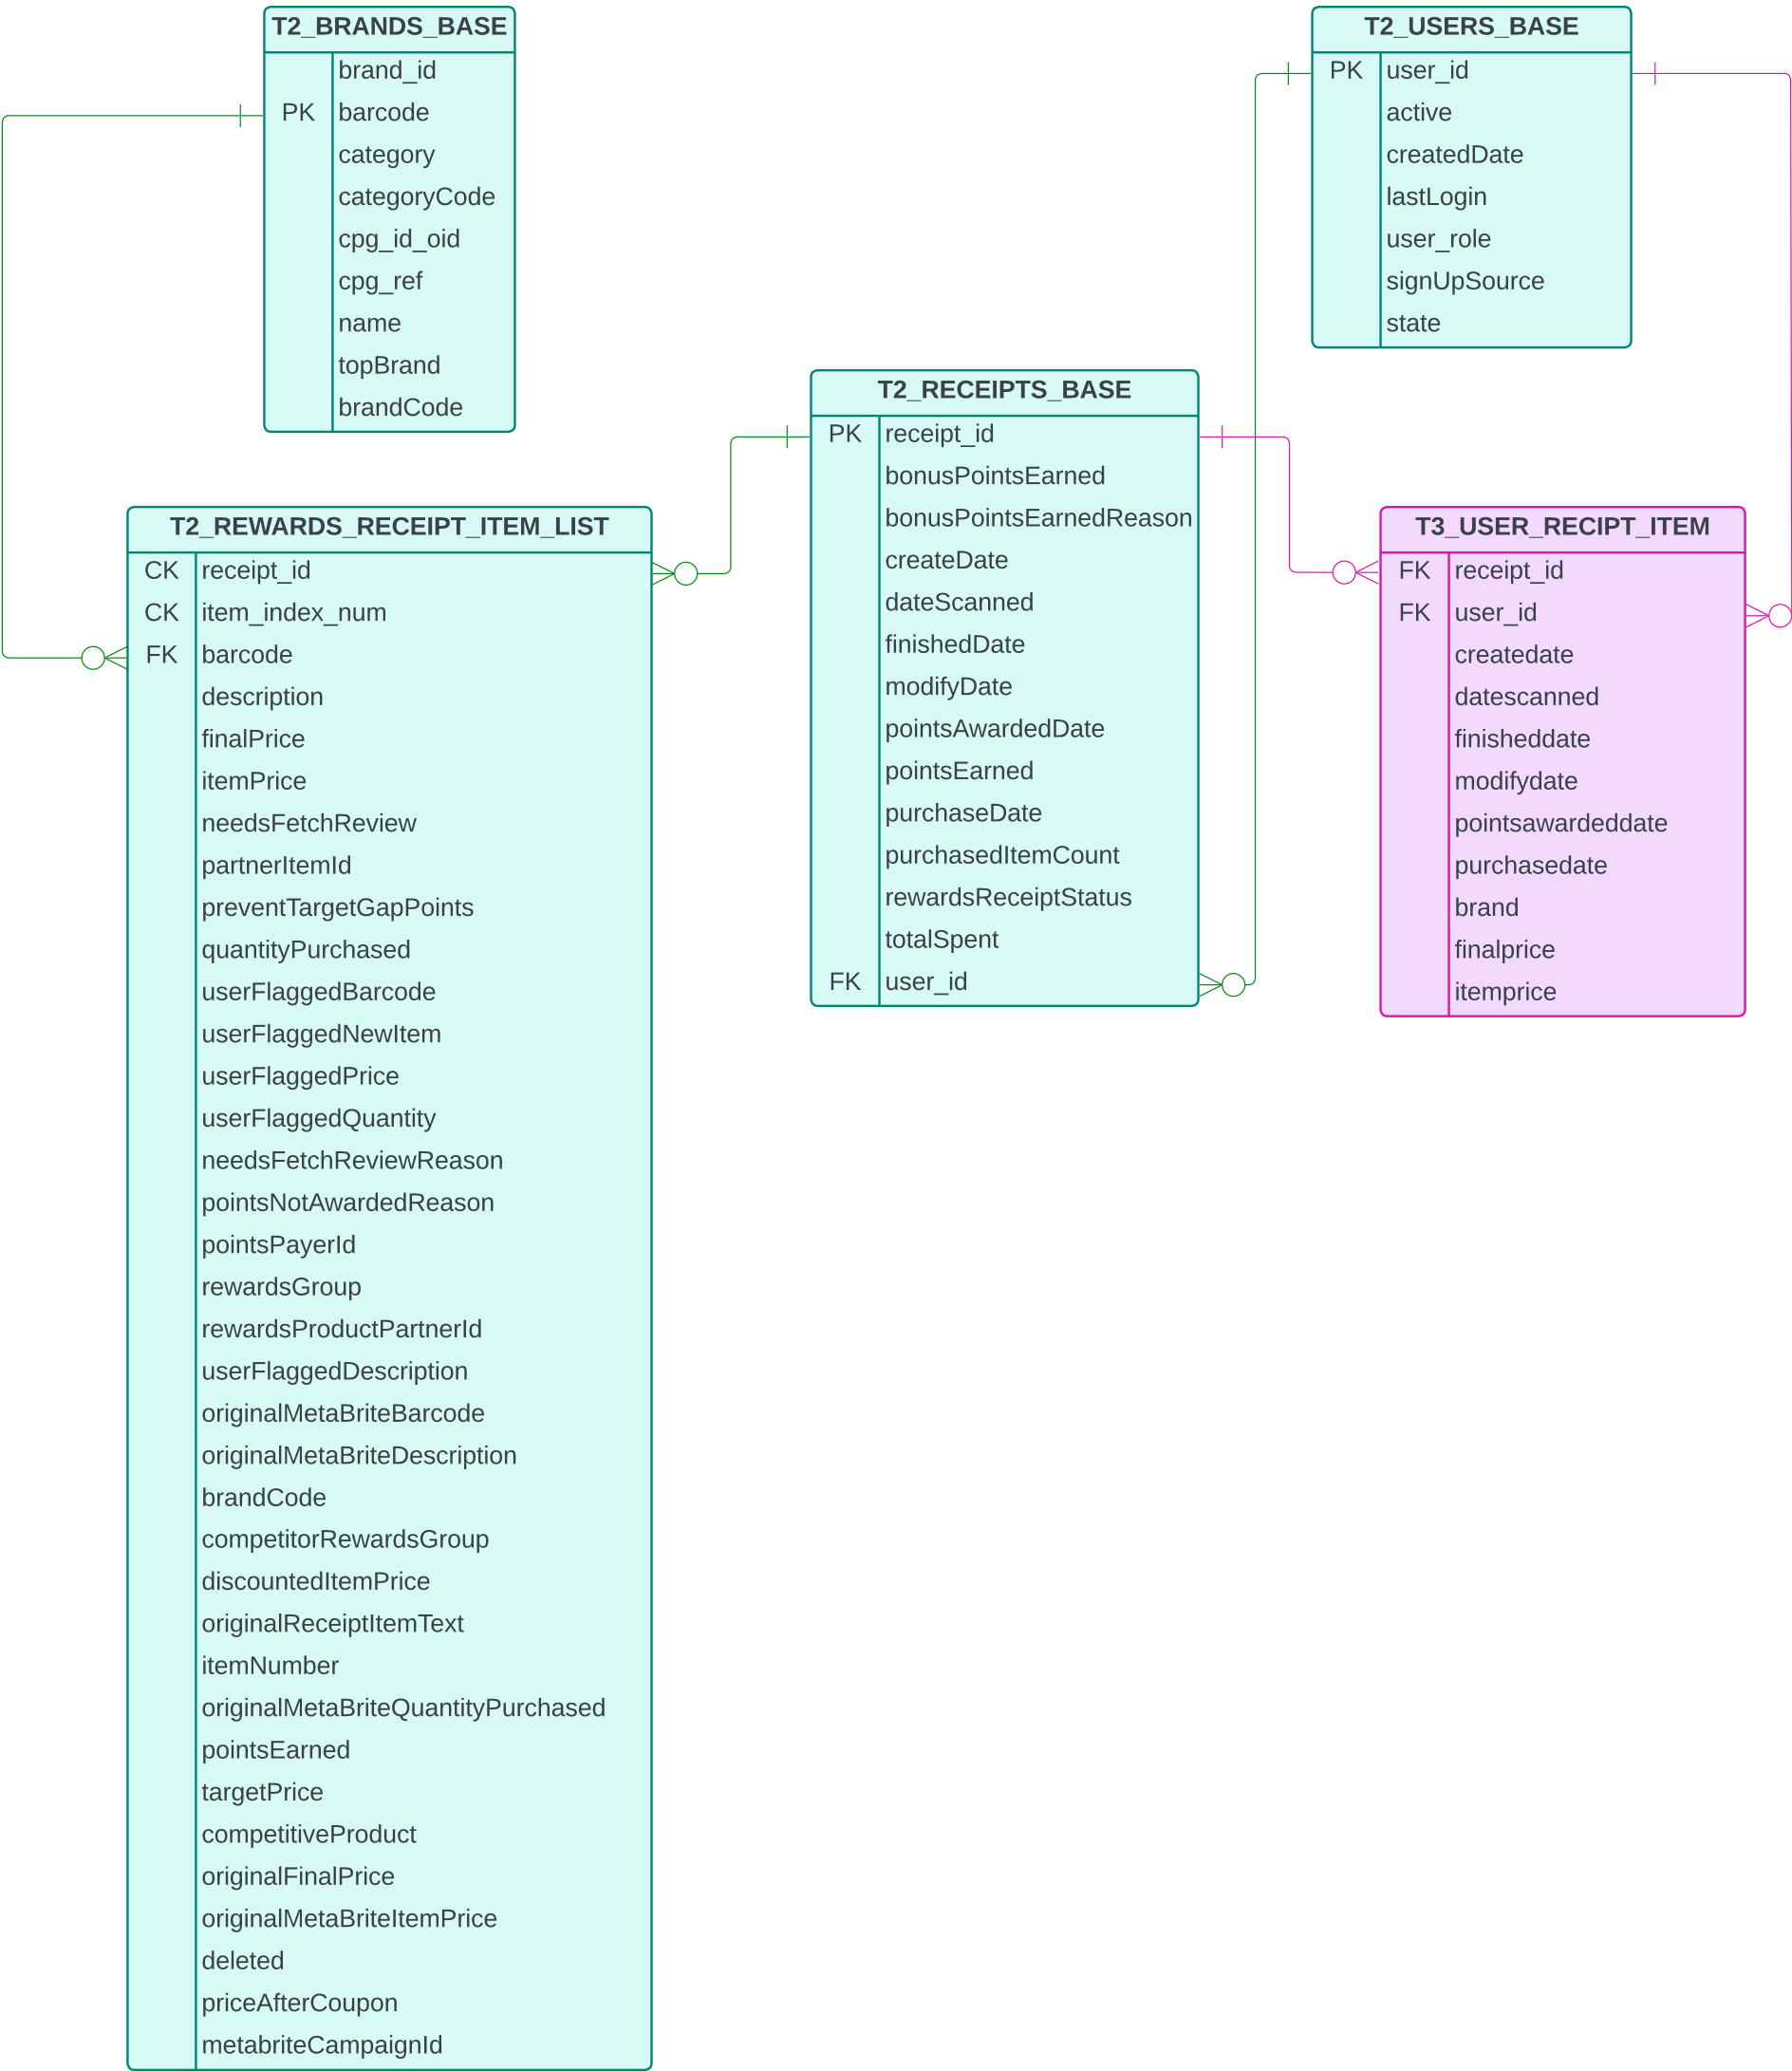 T2_BRANDS_BASE
brand_id
PK barcode
category
categoryCode
cpg_id_oid
cpg_ref
name
topBrand
brandCode
T2_USERS_BASE
PK user_id
active
createdDate
lastLogin
user_role
signUpSource
state
T2_RECEIPTS_BASE
PK receipt_id
bonusPointsEarned
bonusPointsEarnedReason
createDate
dateScanned
finishedDate
modifyDate
pointsAwardedDate
pointsEarned
purchaseDate
purchasedItemCount
rewardsReceiptStatus
totalSpent
FK user_id
T2_REWARDS_RECEIPT_ITEM_LIST
CK receipt_id
CK item_index_num
FK barcode
description
finalPrice
itemPrice
needsFetchReview
partnerItemId
preventTargetGapPoints
quantityPurchased
userFlaggedBarcode
userFlaggedNewItem
userFlaggedPrice
userFlaggedQuantity
needsFetchReviewReason
pointsNotAwardedReason
pointsPayerId
rewardsGroup
rewardsProductPartnerId
userFlaggedDescription
originalMetaBriteBarcode
originalMetaBriteDescription
brandCode
competitorRewardsGroup
discountedItemPrice
originalReceiptItemText
itemNumber
originalMetaBriteQuantityPurchased
pointsEarned
targetPrice
competitiveProduct
originalFinalPrice
originalMetaBriteItemPrice
deleted
priceAfterCoupon
metabriteCampaignId
T3_USER_RECIPT_ITEM
FK receipt_id
FK user_id
createdate
datescanned
finisheddate
modifydate
pointsawardeddate
purchasedate
brand
finalprice
itemprice